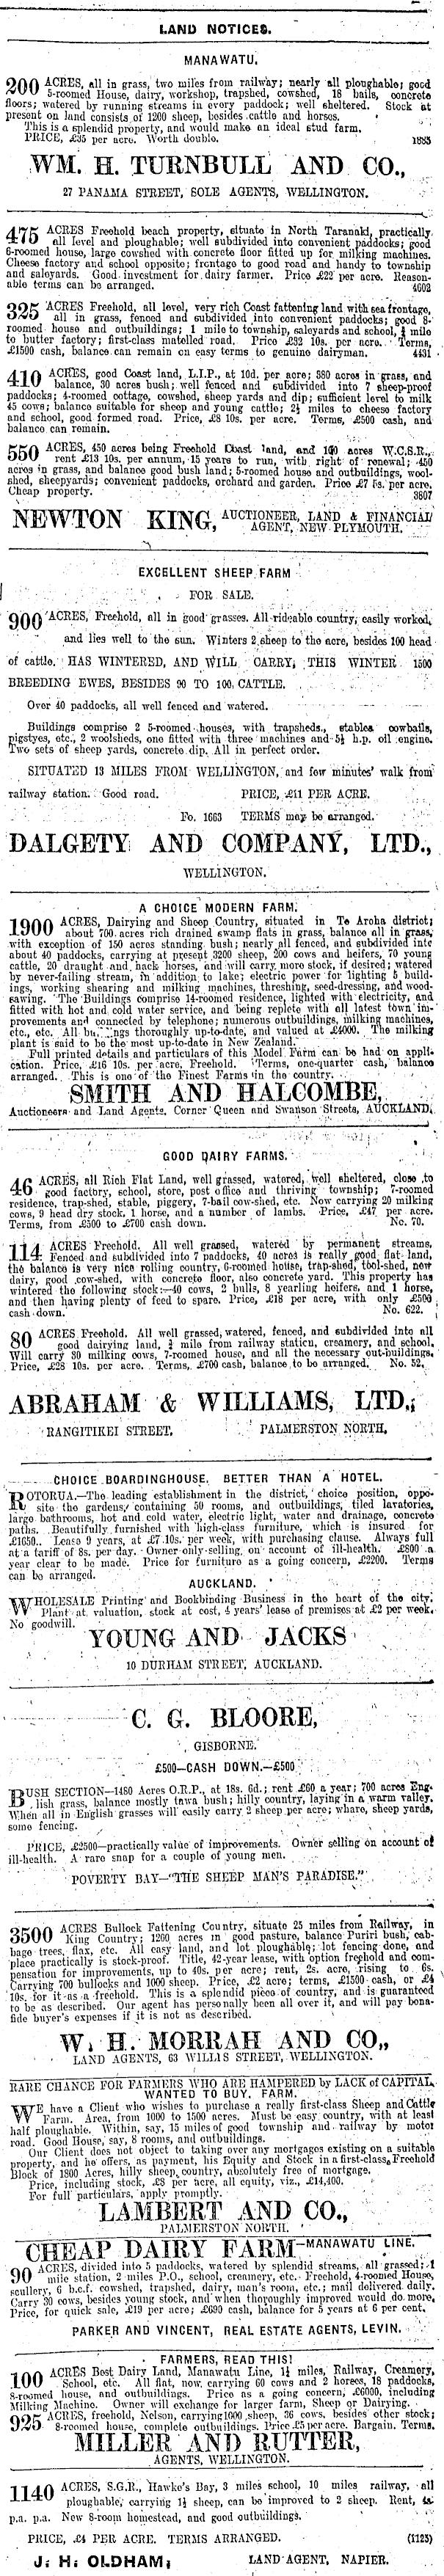 LAND NOTICES.
MANAWATU.
200 ACRES, all in grass, two miles from railway; nearly all ploughable; good
5-roomed House, dairy, workshop, trapshed, cowshed, 18 bails, concrete
floors; watered by running streams in every paddock; well sheltered. Stock at
present on land consists of 1200 sheep, besides cattle and horses.
This is a splendid property, and would make an ideal stud farm.
PRICE, £35 per acre. Worth double. 1885
WM. H. TURNBULL AND CO.,
27 PANAMA STREET, SOLE AGENTS, WELLINGTON.
475 ACRES Freehold beach property, situate in North Taranaki, practically
all level and ploughable; well subdivided into convenient paddocks; good
6-roomed house, large cowshed with concrete floor fitted up for milking machines.
Cheese factory and school opposite; frontage to good road and handy to township
and saleyards. Good investment for dairy farmer. Price £22 per acre. Reason-
able terms can be arranged. 4602
325 ACRES Freehold, all level, very rich Coast fattening land with sea frontage,
all in grass, fenced and subdivided into convenient paddocks; good 8-
roomed house and outbuildings; 1 mile to township, saleyards and school, ¼ mile
to butter factory; first-class matelled road. Price £32 10s. per acre. Terms,
£1500 cash, balance can remain on easy terms to genuine dairyman. 4431
410 ACRES, good Coast land, L.I.P., at 10d. per acre; 380 acres in grass, and
balance, 30 acres bush; well fenced and subdivided into 7 sheep-proof
paddocks; 4-roomed cottage, cowshed, sheep yards and dip; sufficient level to milk
45 cows; balance suitable for sheep and young cattle; 2½ miles to cheese factory
and school, good formed road. Price, £8 10s. per acre. Terms, £500 cash, and
balance can remain.
550 ACRES, 450 acres being Freehold Coast land, and 100 acres W.C.S.R.,
rent £13 10s. per annum, 15 years to run, with right of renewal; 450
acres in grass, and balance good bush land; 5-roomed house and outbuildings, wool-
shed, sheepyards; convenient paddocks, orchard and garden. Price £7 5s. per acre.
Cheap property. 3807
NEWTON KING, AUCTIONEER, LAND & FINANCIAL
AGENT, NEW PLYMOUTH.
EXCELLENT SHEEP FARM
FOR SALE.
900 ACRES, Freehold, all in good grasses. All rideable country, easily worked,
and lies well to the sun. Winters 2 sheep to the acre, besides 100 head
of cattle. HAS WINTERED, AND WILL CARRY, THIS WINTER 1500
BREEDING EWES, BESIDES 90 TO 100 CATTLE.
Over 40 paddocks, all well fenced and watered.
Buildings comprise 2 5-roomed houses, with trapsheds, stables cowbails,
pigstyes, etc., 2 woolsheds, one fitted with three machines and 5½ h.p. oil engine.
Two sets of sheep yards, concrete dip. All in perfect order.
SITUATED 13 MILES FROM WELLINGTON, and few minutes' walk from
railway station. Good road. PRICE, £11 PER ACRE.
Fo. 1663 TERMS may be arranged.
DALGETY AND COMPANY, LTD.,
WELLINGTON.
A CHOICE MODERN FARM.
1900 ACRES, Dairying and Sheep Country, situated in Te Aroha district;
about 700 acres rich drained swamp flats in grass, balance all in grass,
with exception of 150 acres standing bush; nearly all fenced, and subdivided into
about 40 paddocks, carrying at present 3200 sheep, 200 cows and heifers, 70 young
cattle, 20 draught and hack horses, and will carry more stock, if desired; watered
by never-failing stream, in addition to lake; electric power for lighting 5 build-
ings, working shearing and milking machines, threshing, seed-dressing, and wood-
sawing. The Buildings comprise 14-roomed residence, lighted with electricity, and
fitted with hot and cold water service, and being replete with all latest town im-
provements and connected by telephone; numerous outbuildings, milking machines,
etc., etc. All things thoroughly up-to-date, and valued at £4000. The milking
plant is said to be the most up-to-date in New Zealand.
Full printed details and particulars of this Model Farm can be had on appli-
cation. Price, £16 10s. per acre, Freehold. Terms, one-quarter cash, balance
arranged. This is one of the Finest Farms in the country.
SMITH AND HALCOMBE,
Auctioneers and Land Agents, Corner Queen and Swanson Streets, AUCKLAND.
GOOD DAIRY FARMS.
46 ACRES, all Rich Flat Land, well grassed, watered, well sheltered, close to
good factory, school, store, post office and thriving township; 7-roomed
residence, trap-shed, stable, piggery, 7-bail cow-shed, etc. Now carrying 20 milking
cows, 9 head dry stock, 1 horse, and a number of lambs. Price, £47 per acre.
Terms, from £500 to £700 cash down. No. 70.
114 ACRES Freehold. All well grassed, watered by permanent streams,
Fenced and subdivided into 7 paddocks, 40 acres is really good flat land,
the balance is very nice rolling country, 6-roomed house, trap-shed, tool-shed, new
dairy, good cow-shed, with concrete floor, also concrete yard. This property has
wintered the following stock:—40 cows, 2 bulls, 8 yearling heifers, and 1 horse,
and then having plenty of feed to spare. Price, £18 per acre, with only £500
cash down. No. 622.
80 ACRES Freehold. All well grassed, watered, fenced, and subdivided into all
good dairying land, ¾ mile from railway station, creamery, and school.
Will carry 30 milking cows, 7-roomed house, and all the necessary out-buildings.
Price, £28 10s. per acre. Terms, £700 cash, balance to be arranged. No. 52.
ABRAHAM & WILLIAMS, LTD.,
RANGITIKEI STREET, PALMERSTON NORTH.
CHOICE BOARDINGHOUSE. BETTER THAN A HOTEL.
ROTORUA.—The leading establishment in the district, choice position, oppo-
site the gardens, containing 50 rooms, and outbuildings, tiled lavatories,
large bathrooms, hot and cold water, electric light, water and drainage, concrete
paths. Beautifully furnished with high-class furniture, which is insured for
£1650. Lease 9 years, at £7 10s. per week, with purchasing clause. Always full
at a tariff of 8s. per day. Owner only selling on account of ill-health. £800 a
year clear to be made. Price for furniture as a going concern, £2200. Terms
can be arranged.
AUCKLAND.
WHOLESALE Printing and Bookbinding Business in the heart of the city.
Plant at valuation, stock at cost, 4 years' lease of premises at £2 per week.
No goodwill.
YOUNG AND JACKS
10 DURHAM STREET, AUCKLAND.
C. G. BLOORE,
GISBORNE.
£500—CASH DOWN.—£500
BUSH SECTION—1480 Acres O.R.P., at 18s. 6d.; rent £60 a year; 700 acres Eng-
lish grass, balance mostly tawa bush; hilly country, laying in a warm valley.
When all in English grasses will easily carry 2 sheep per acre; whare, sheep yards,
some fencing.
PRICE, £2500—practically value of improvements. Owner selling on account of
ill-health. A rare snap for a couple of young men.
POVERTY BAY—"THE SHEEP MAN'S PARADISE."
3500 ACRES Bullock Fattening Country, situate 25 miles from Railway, in
King Country; 1200 acres in good pasture, balance Puriri bush, cab-
bage trees, flax, etc. All easy land, and lot ploughable; lot fencing done, and
place practically is stock-proof. Title, 42-year lease, with option freehold and com-
pensation for improvements, up to 40s. per acre; rent, 2s. acre, rising to 6s.
Carrying 700 bullocks and 1000 sheep. Price, £2 acre; terms, £1500 cash, or £4
10s. for it as a freehold. This is a splendid piece of country, and is guaranteed
to be as described. Our agent has personally been all over it, and will pay bona-
fide buyer's expenses if it is not as described.
W. H. MORRAH AND CO.,
LAND AGENTS, 63 WILLIS STREET, WELLINGTON.
RARE CHANCE FOR FARMERS WHO ARE HAMPERED by LACK of CAPITAL.
WANTED TO BUY, FARM.
WE have a Client who wishes to purchase a really first-class Sheep and Cattle
Farm. Area, from 1000 to 1500 acres. Must be easy country, with at least
half ploughable. Within, say, 15 miles of good township and railway by motor
road. Good House, say, 8 rooms, and outbuildings.
Our Client does not object to taking over any mortgages existing on a suitable
property, and he offers, as payment, his Equity and Stock in a first-class Freehold
Block of 1800 Acres, hilly sheep country, absolutely free of mortgage.
Price, including stock, £8 per acre, all equity, viz., £14,400.
For full particulars, apply promptly.
LAMBERT AND CO.,
PALMERSTON NORTH.
CHEAP DAIRY FARM—MANAWATU LINE.
90 ACRES, divided into 5 paddocks, watered by splendid streams, all grassed; 1
mile station, 2 miles P.O., school, creamery, etc. Freehold, 4-roomed House,
scullery, 6 b.c.f. cowshed, trapshed, dairy, man's room, etc.; mail delivered daily.
Carry 30 cows, besides young stock, and when thoroughly improved would do more.
Price, for quick sale, £19 per acre; £690 cash, balance for 5 years at 6 per cent.
PARKER AND VINCENT, REAL ESTATE AGENTS, LEVIN.
FARMERS, READ THIS!
100 ACRES Best Dairy Land, Manawatu Line, 1½ miles, Railway, Creamery,
School, etc. All flat, now carrying 60 cows and 2 horses, 18 paddocks,
8-roomed house, and outbuildings. Price as a going concern, £6000, including
Milking Machine. Owner will exchange for larger farm, Sheep or Dairying.
925 ACRES, freehold, Nelson, carrying 1000 sheep, 36 cows, besides other stock;
8-roomed house, complete outbuildings. Price £5 per acre. Bargain. Terms.
MILLER AND RUTTER,
AGENTS, WELLINGTON.
1140 ACRES, S.G.R., Hawke's Bay, 3 miles school, 10 miles railway, all
ploughable, carrying 1½ sheep, can be improved to 2 sheep. Rent,
p.a. p.a. New 8-room homestead, and good outbuildings.
PRICE, £4 PER ACRE. TERMS ARRANGED. (1125)
J. H. OLDHAM, LAND AGENT, NAPIER.